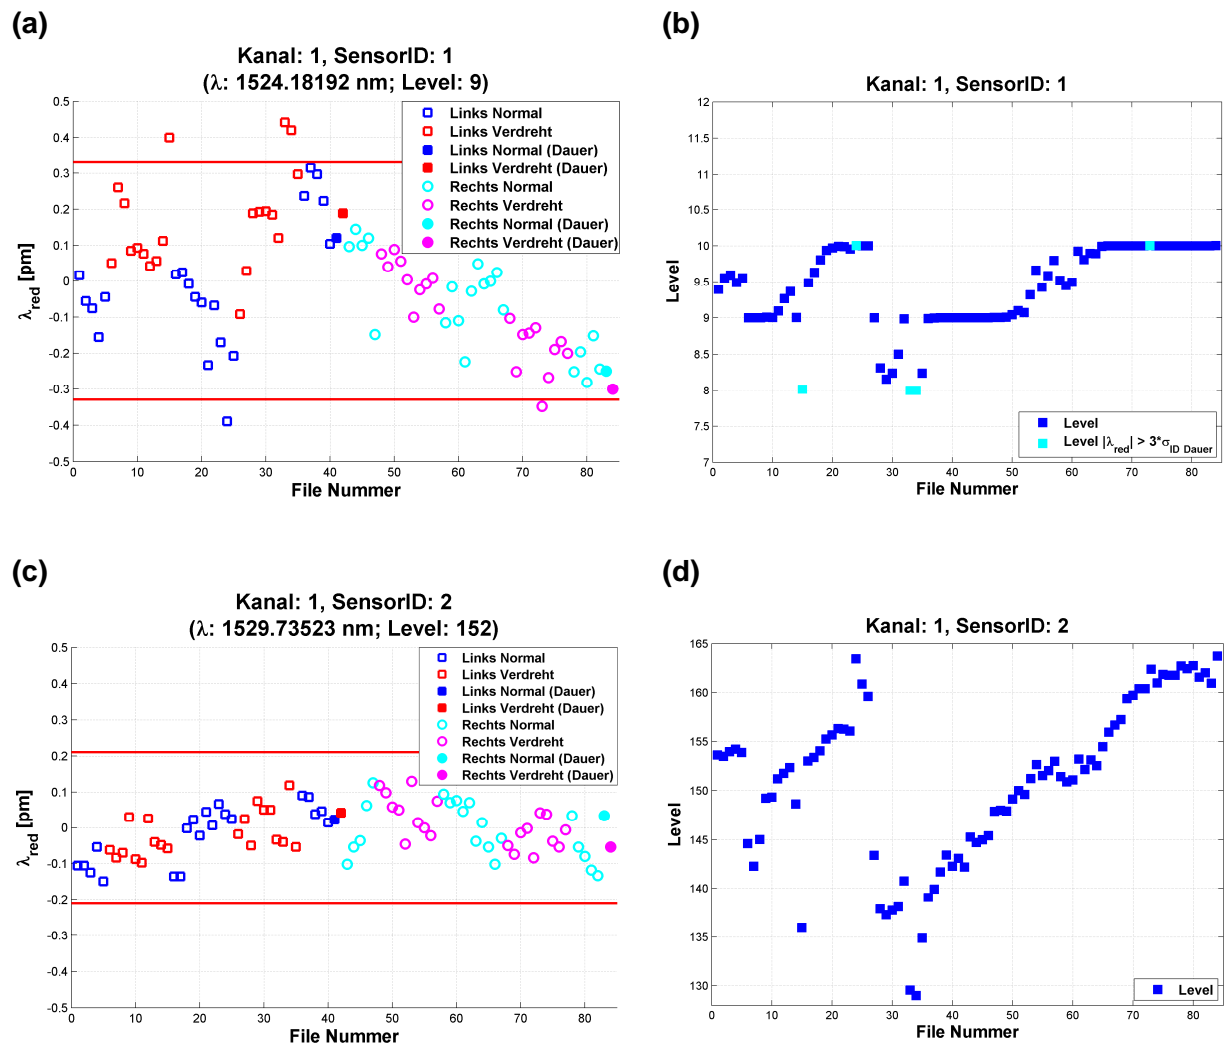 (a)
Kanal: 1, SensorID: 1
(λ: 1524.18192 nm; Level: 9)
0.5
0.4
0.3
0.2
0.1
0
-0.1
-0.2
-0.3
-0.4
-0.5
λred [pm]
0 10 20 30 40 50 60 70 80
File Nummer
Links Normal
Links Verdreht
Links Normal (Dauer)
Links Verdreht (Dauer)
Rechts Normal
Rechts Verdreht
Rechts Normal (Dauer)
Rechts Verdreht (Dauer)
(b)
Kanal: 1, SensorID: 1
12
11.5
11
10.5
10
9.5
9
8.5
8
7.5
7
Level
0 10 20 30 40 50 60 70 80
File Nummer
Level
Level |λred| > 3*σID Dauer
(c)
Kanal: 1, SensorID: 2
(λ: 1529.73523 nm; Level: 152)
0.5
0.4
0.3
0.2
0.1
0
-0.1
-0.2
-0.3
-0.4
-0.5
λred [pm]
0 10 20 30 40 50 60 70 80
File Nummer
Links Normal
Links Verdreht
Links Normal (Dauer)
Links Verdreht (Dauer)
Rechts Normal
Rechts Verdreht
Rechts Normal (Dauer)
Rechts Verdreht (Dauer)
(d)
Kanal: 1, SensorID: 2
165
160
155
150
145
140
135
130
Level
0 10 20 30 40 50 60 70 80
File Nummer
Level